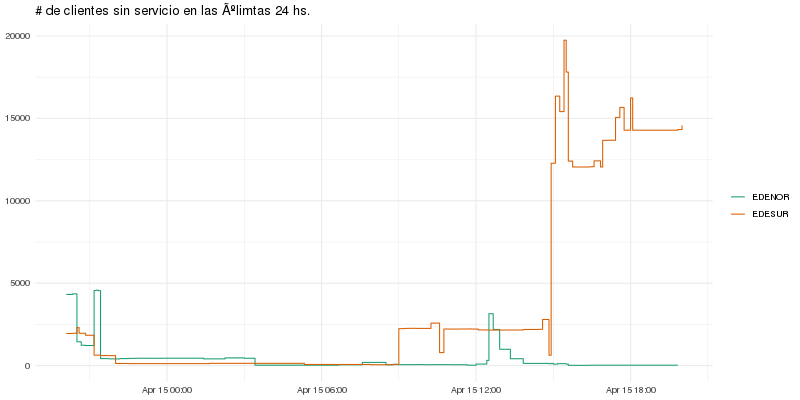 # de clientes sin servicio en las Ãºlimtas 24 hs.
20000
15000
10000
5000
0
Apr 15 00:00 Apr 15 06:00 Apr 15 12:00 Apr 15 18:00
EDENOR
EDESUR